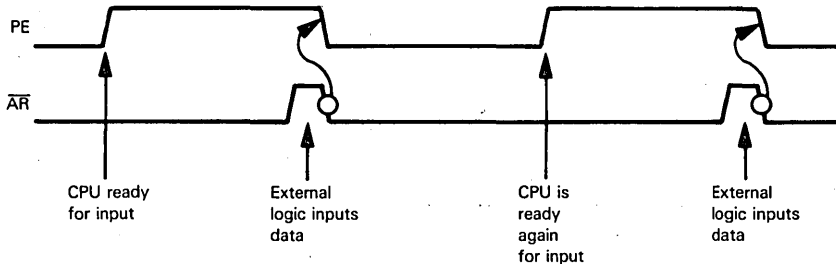 PE
A̅R̅
CPU ready
for input
External
logic inputs
data
CPU is
ready
again
for input
External
logic inputs
data